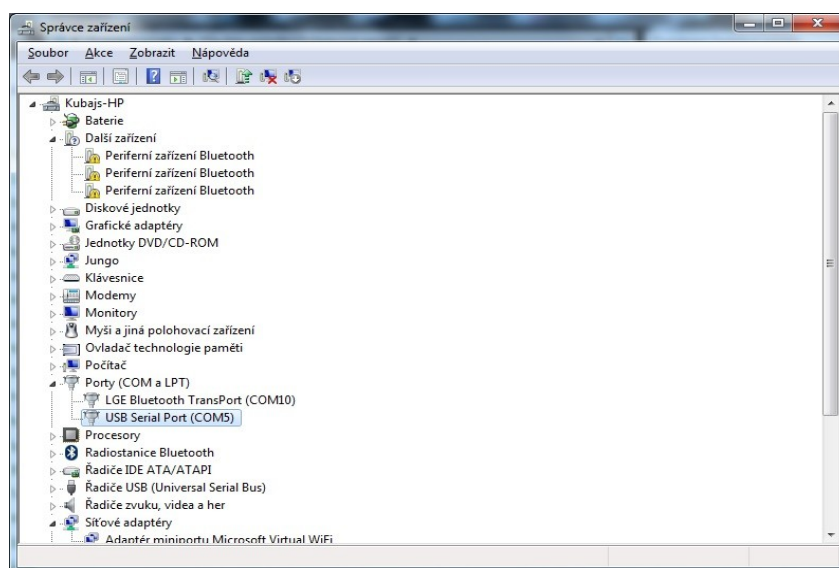 Správce zařízení
Soubor Akce Zobrazit Nápověda
Kubajs-HP
Baterie
Další zařízení
Periferní zařízení Bluetooth
Periferní zařízení Bluetooth
Periferní zařízení Bluetooth
Diskové jednotky
Grafické adaptéry
Jednotky DVD/CD-ROM
Jungo
Klávesnice
Modemy
Monitory
Myši a jiná polohovací zařízení
Ovladač technologie paměti
Počítač
Porty (COM a LPT)
LGE Bluetooth TransPort (COM10)
USB Serial Port (COM5)
Procesory
Radiostanice Bluetooth
Řadiče IDE ATA/ATAPI
Řadiče USB (Universal Serial Bus)
Řadiče zvuku, videa a her
Síťové adaptéry
Adaptér miniportu Microsoft Virtual WiFi